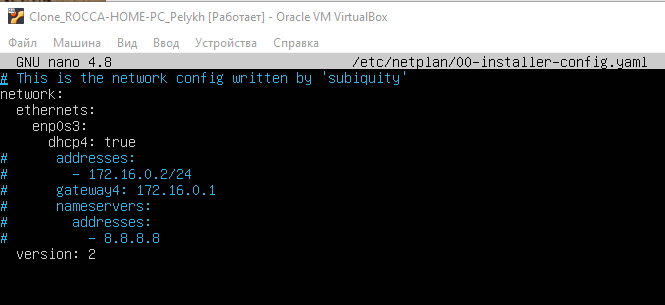 Clone_ROCCA-HOME-PC_Pelykh [Работает] - Oracle VM VirtualBox
Файл Машина Вид Ввод Устройства Справка
GNU nano 4.8 /etc/netplan/00-installer-config.yaml
# This is the network config written by 'subiquity'
network:
  ethernets:
    enp0s3:
      dhcp4: true
#      addresses:
#        - 172.16.0.2/24
#      gateway4: 172.16.0.1
#      nameservers:
#        addresses:
#          - 8.8.8.8
  version: 2